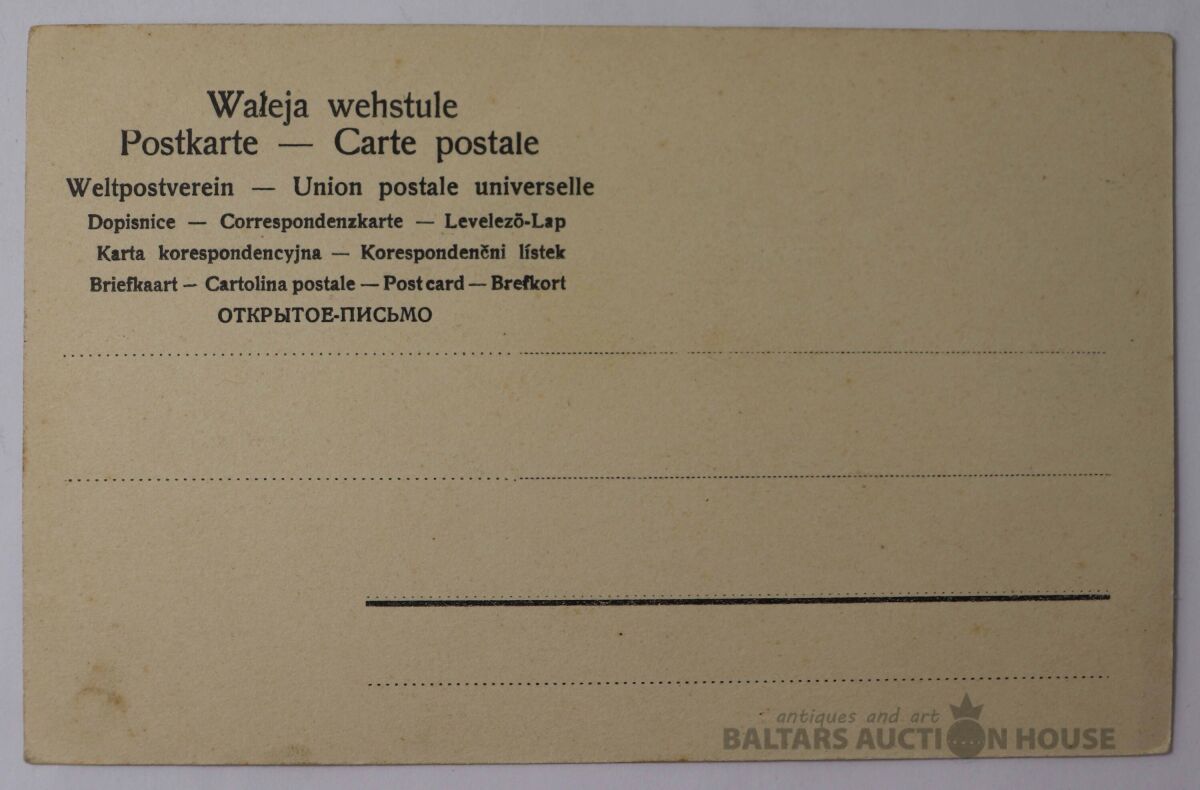 Wałeja wehstule
Postkarte — Carte postale
Weltpostverein — Union postale universelle
Dopisnice — Correspondenzkarte — Levelezõ-Lap
Karta korespondencyjna — Korespondenčni lístek
Briefkaart — Cartolina postale — Post card — Brefkort
ОТКРЫТОЕ-ПИСЬМО
antiques and art
BALTARS AUCTION HOUSE